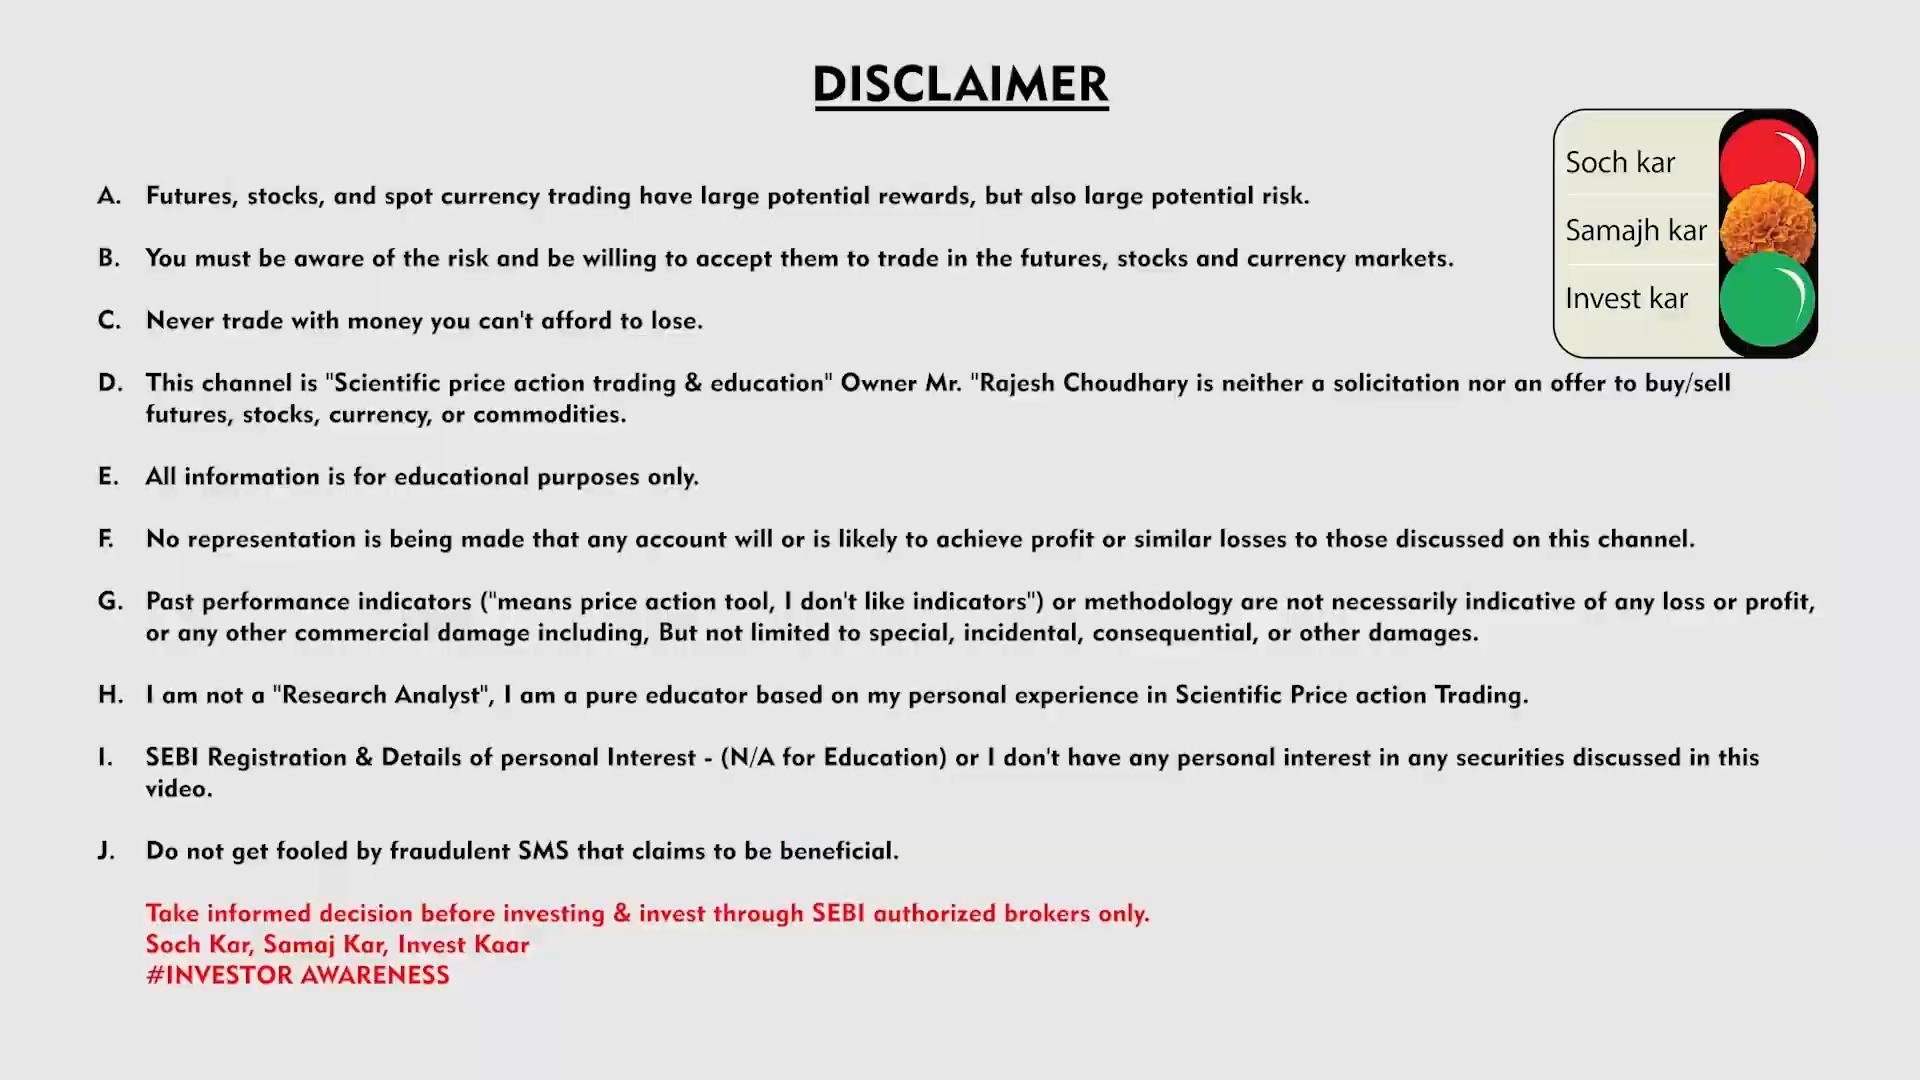 DISCLAIMER
Soch kar
Samajh kar
Invest kar
A. Futures, stocks, and spot currency trading have large potential rewards, but also large potential risk.
B. You must be aware of the risk and be willing to accept them to trade in the futures, stocks and currency markets.
C. Never trade with money you can't afford to lose.
D. This channel is "Scientific price action trading & education" Owner Mr. "Rajesh Choudhary is neither a solicitation nor an offer to buy/sell
futures, stocks, currency, or commodities.
E. All information is for educational purposes only.
F. No representation is being made that any account will or is likely to achieve profit or similar losses to those discussed on this channel.
G. Past performance indicators ("means price action tool, I don't like indicators") or methodology are not necessarily indicative of any loss or profit,
or any other commercial damage including, But not limited to special, incidental, consequential, or other damages.
H. I am not a "Research Analyst", I am a pure educator based on my personal experience in Scientific Price action Trading.
I. SEBI Registration & Details of personal Interest - (N/A for Education) or I don't have any personal interest in any securities discussed in this
video.
J. Do not get fooled by fraudulent SMS that claims to be beneficial.
Take informed decision before investing & invest through SEBI authorized brokers only.
Soch Kar, Samaj Kar, Invest Kaar
#INVESTOR AWARENESS